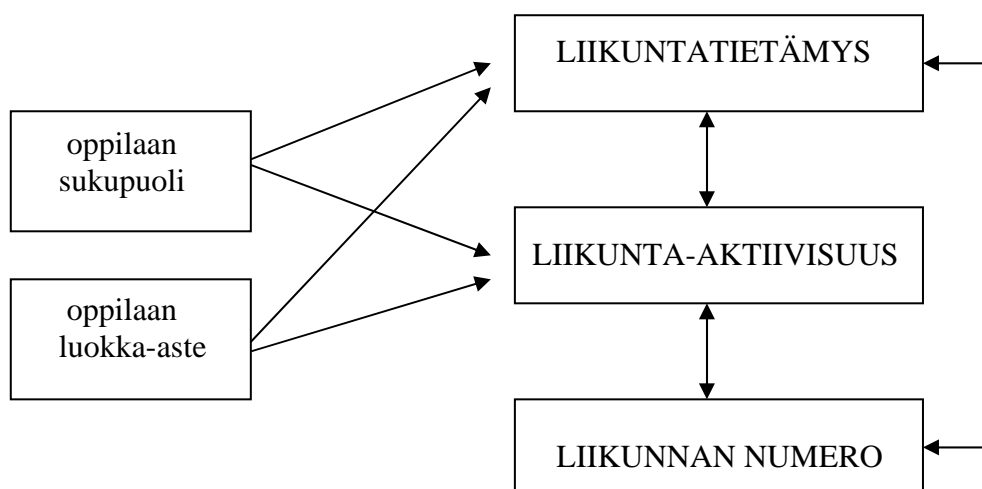 LIIKUNTATIETÄMYS
oppilaan
sukupuoli
LIIKUNTA-AKTIIVISUUS
oppilaan
luokka-aste
LIIKUNNAN NUMERO